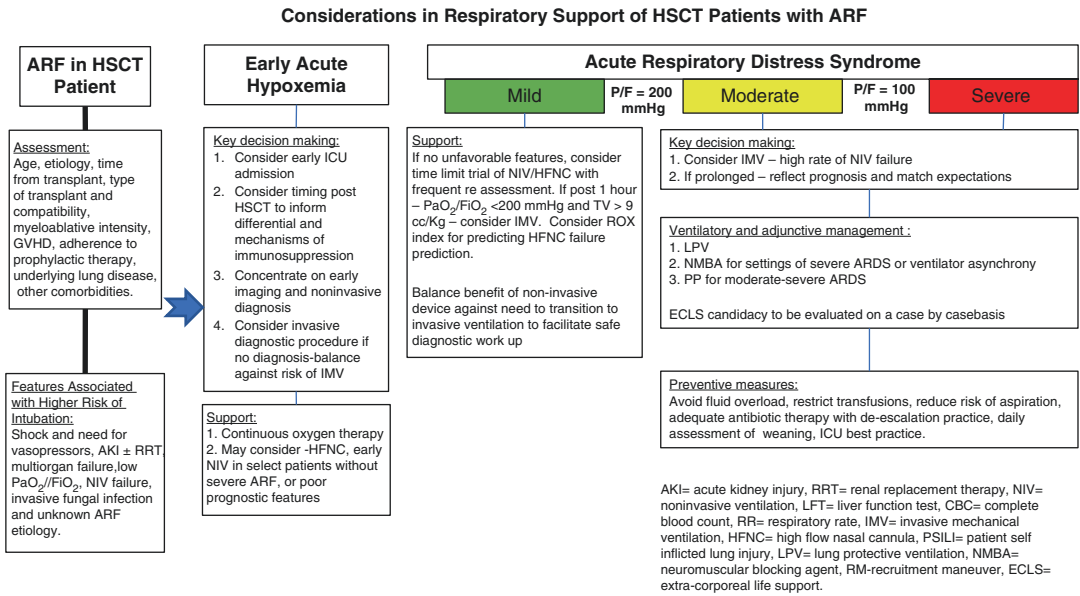 Considerations in Respiratory Support of HSCT Patients with ARF
ARF in HSCT
Patient
Assessment:
Age, etiology, time
from transplant, type
of transplant and
compatibility,
myeloablative intensity,
GVHD, adherence to
prophylactic therapy,
underlying lung disease,
other comorbidities.
Features Associated
with Higher Risk of
Intubation:
Shock and need for
vasopressors, AKI ± RRT,
multiorgan failure,low
PaO2//FiO2, NIV failure,
invasive fungal infection
and unknown ARF
etiology.
Early Acute
Hypoxemia
Key decision making:
1. Consider early ICU
admission
2. Consider timing post
HSCT to inform
differential and
mechanisms of
immunosuppression
3. Concentrate on early
imaging and noninvasive
diagnosis
4. Consider invasive
diagnostic procedure if
no diagnosis-balance
against risk of IMV
Support:
1. Continuous oxygen therapy
2. May consider -HFNC, early
NIV in select patients without
severe ARF, or poor
prognostic features
Acute Respiratory Distress Syndrome
Mild
P/F = 200
mmHg
Moderate
P/F = 100
mmHg
Severe
Support:
If no unfavorable features, consider
time limit trial of NIV/HFNC with
frequent re assessment. If post 1 hour
– PaO2/FiO2 <200 mmHg and TV > 9
cc/Kg – consider IMV. Consider ROX
index for predicting HFNC failure
prediction.
Balance benefit of non-invasive
device against need to transition to
invasive ventilation to facilitate safe
diagnostic work up
Key decision making:
1. Consider IMV – high rate of NIV failure
2. If prolonged – reflect prognosis and match expectations
Ventilatory and adjunctive management :
1. LPV
2. NMBA for settings of severe ARDS or ventilator asynchrony
3. PP for moderate-severe ARDS
ECLS candidacy to be evaluated on a case by casebasis
Preventive measures:
Avoid fluid overload, restrict transfusions, reduce risk of aspiration,
adequate antibiotic therapy with de-escalation practice, daily
assessment of weaning, ICU best practice.
AKI= acute kidney injury, RRT= renal replacement therapy, NIV=
noninvasive ventilation, LFT= liver function test, CBC= complete
blood count, RR= respiratory rate, IMV= invasive mechanical
ventilation, HFNC= high flow nasal cannula, PSILI= patient self
inflicted lung injury, LPV= lung protective ventilation, NMBA=
neuromuscular blocking agent, RM-recruitment maneuver, ECLS=
extra-corporeal life support.